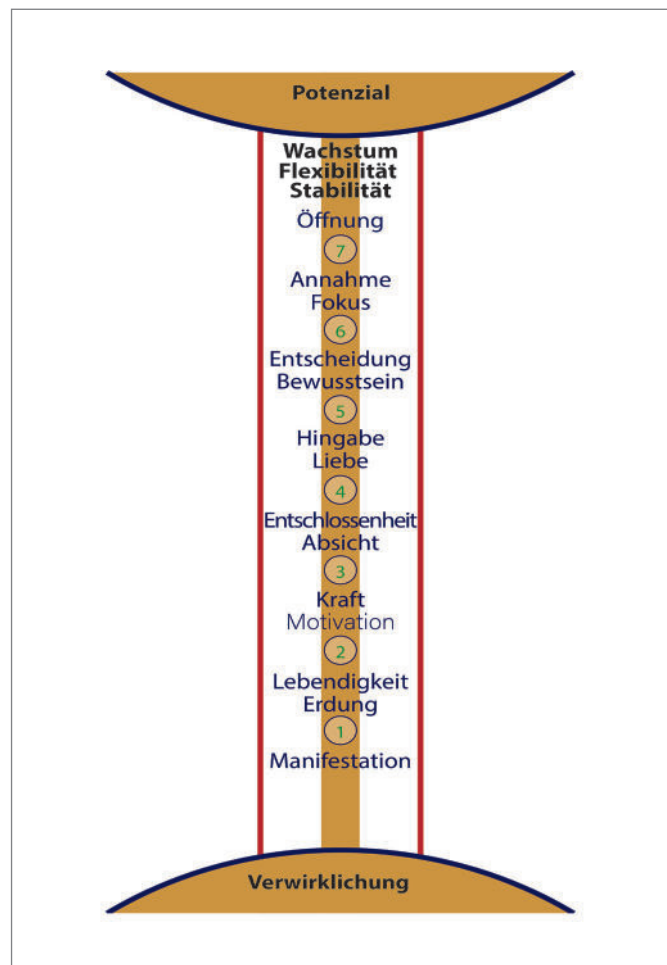 Potenzial
Wachstum
Flexibilität
Stabilität
Öffnung
7
Annahme
Fokus
6
Entscheidung
Bewusstsein
5
Hingabe
Liebe
4
Entschlossenheit
Absicht
3
Kraft
Motivation
2
Lebendigkeit
Erdung
1
Manifestation
Verwirklichung